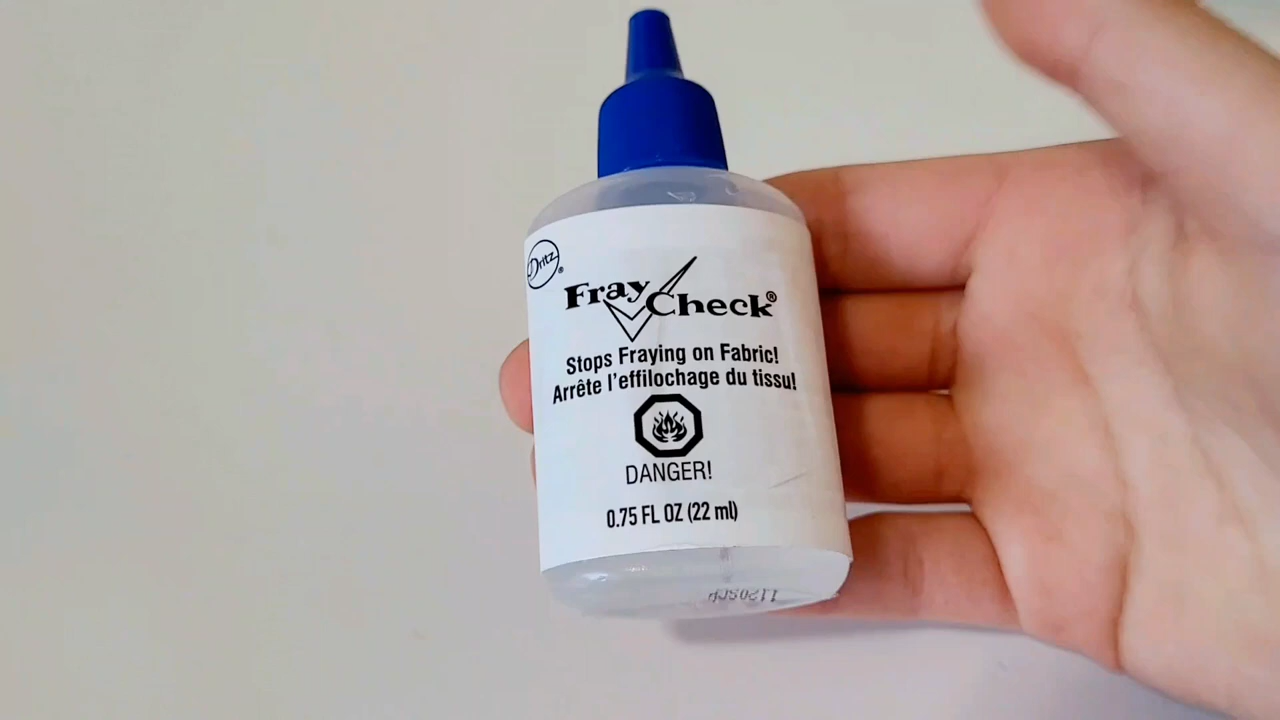 Dritz®
Fray Check®
Stops Fraying on Fabric!
Arrête l'effilochage du tissu!
DANGER!
0.75 FL OZ (22 ml)